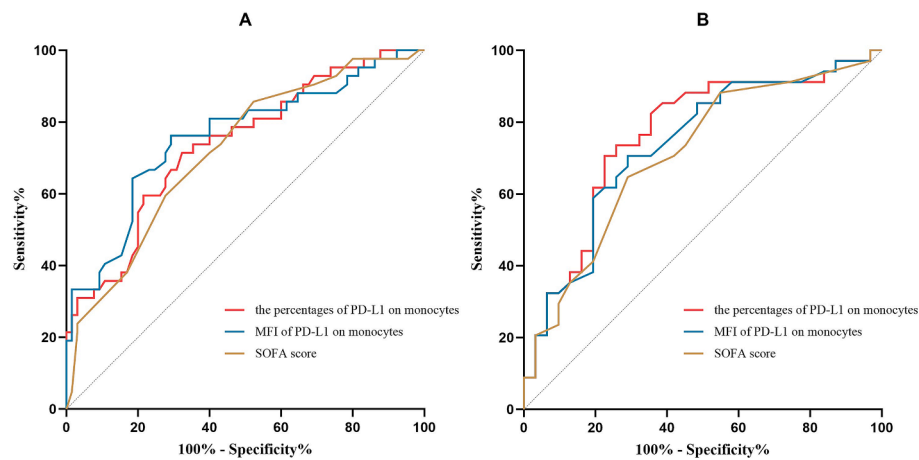 A
Sensitivity%
100
80
60
40
20
0
0 20 40 60 80 100
100% - Specificity%
the percentages of PD-L1 on monocytes
MFI of PD-L1 on monocytes
SOFA score
B
Sensitivity%
100
80
60
40
20
0
0 20 40 60 80 100
100% - Specificity%
the percentages of PD-L1 on monocytes
MFI of PD-L1 on monocytes
SOFA score